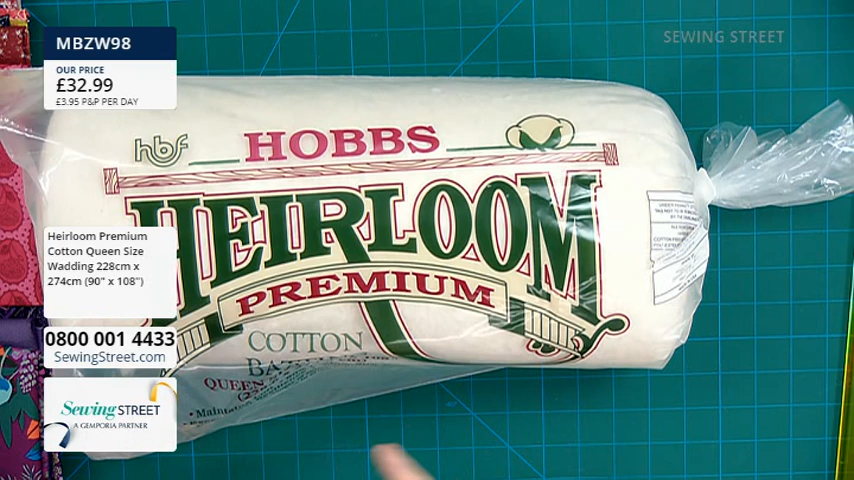 MBZW98
OUR PRICE
£32.99
£3.95 P&P PER DAY
SEWING STREET
hbf
HOBBS
HEIRLOOM
PREMIUM
COTTON
QUEEN
Heirloom Premium
Cotton Queen Size
Wadding 228cm x
274cm (90" x 108")
0800 001 4433
SewingStreet.com
Sewing STREET
A GEMPORIA PARTNER